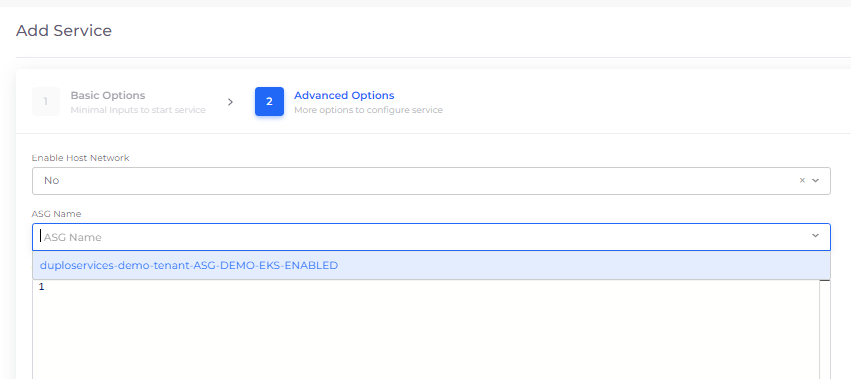 Add Service
1
Basic Options
Minimal Inputs to start service
2
Advanced Options
More options to configure service
Enable Host Network
No
ASG Name
ASG Name
duploservices-demo-tenant-ASG-DEMO-EKS-ENABLED
1